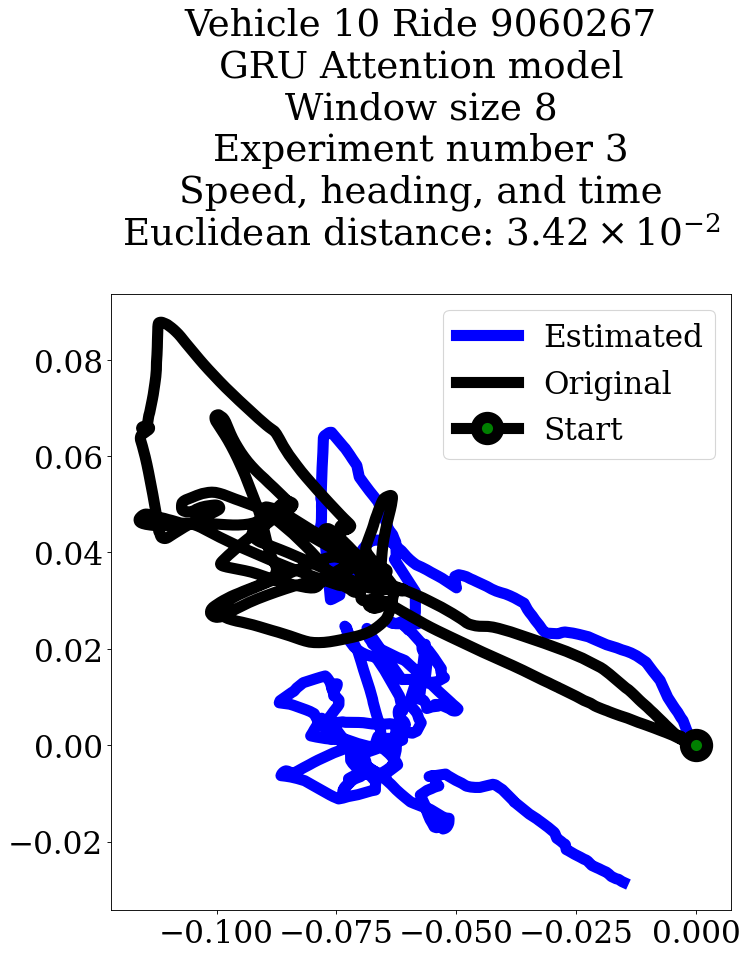 Vehicle 10 Ride 9060267
GRU Attention model
Window size 8
Experiment number 3
Speed, heading, and time
Euclidean distance: 3.42 × 10⁻²
Estimated
Original
Start
0.08
0.06
0.04
0.02
0.00
−0.02
−0.100 −0.075 −0.050 −0.025 0.000